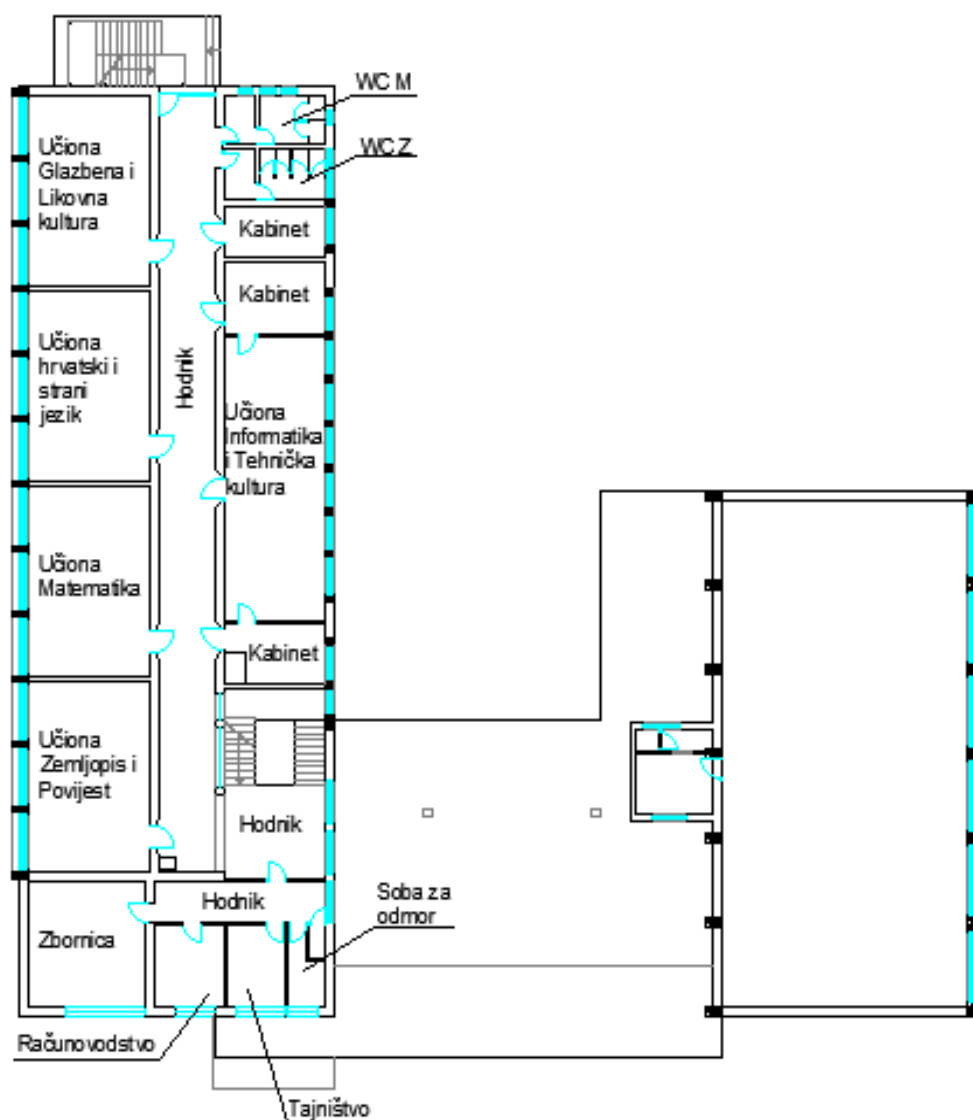 WC M
WC Z
Učiona
Glazbena i
Likovna
kultura
Kabinet
Kabinet
Učiona
hrvatski i
strani
jezik
Hodnik
Učiona
Informatika
i Tehnička
kultura
Učiona
Matematika
Kabinet
Učiona
Zemljopis i
Povijest
Hodnik
Hodnik
Soba za
odmor
Zbornica
Računovodstvo
Tajništvo